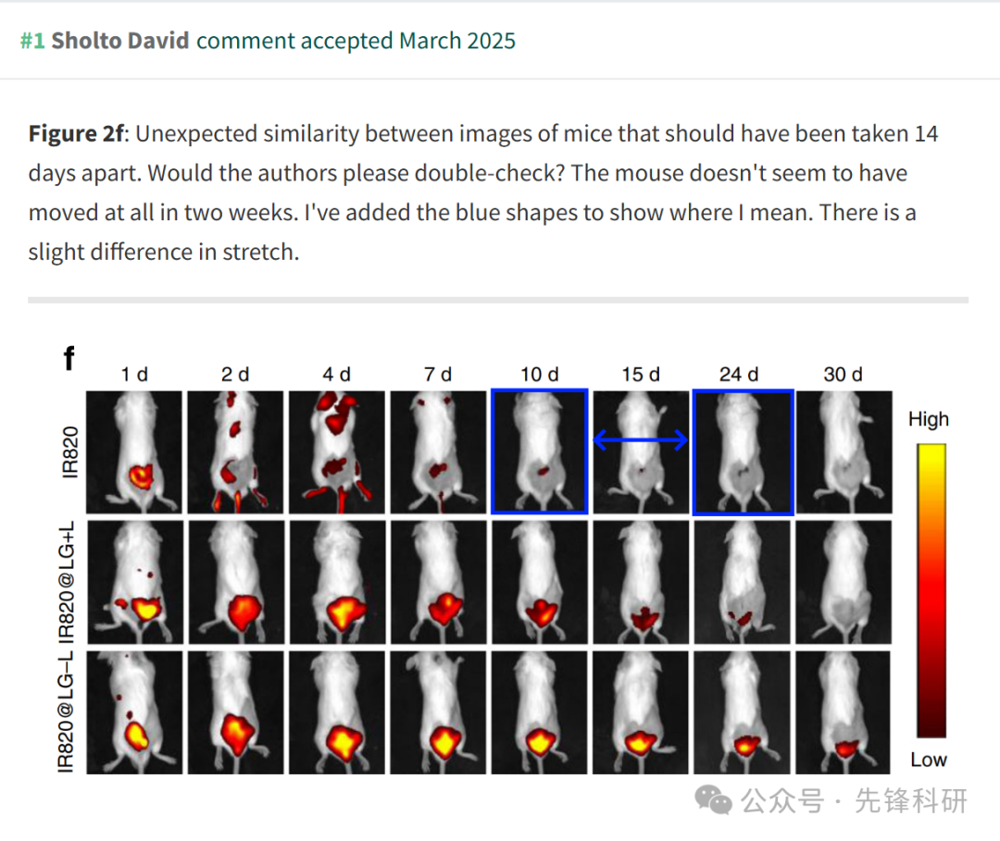 #1 Sholto David comment accepted March 2025
Figure 2f: Unexpected similarity between images of mice that should have been taken 14
days apart. Would the authors please double-check? The mouse doesn't seem to have
moved at all in two weeks. I've added the blue shapes to show where I mean. There is a
slight difference in stretch.
f
1 d 2 d 4 d 7 d 10 d 15 d 24 d 30 d
IR820
IR820@LG+L
IR820@LG−L
High
Low
公众号 · 先锋科研